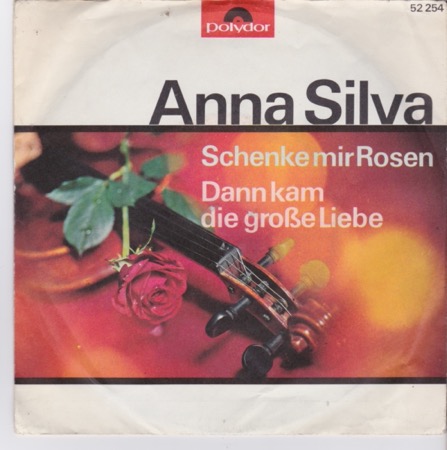 polydor
52 254
Anna Silva
Schenke mir Rosen
Dann kam
die große Liebe